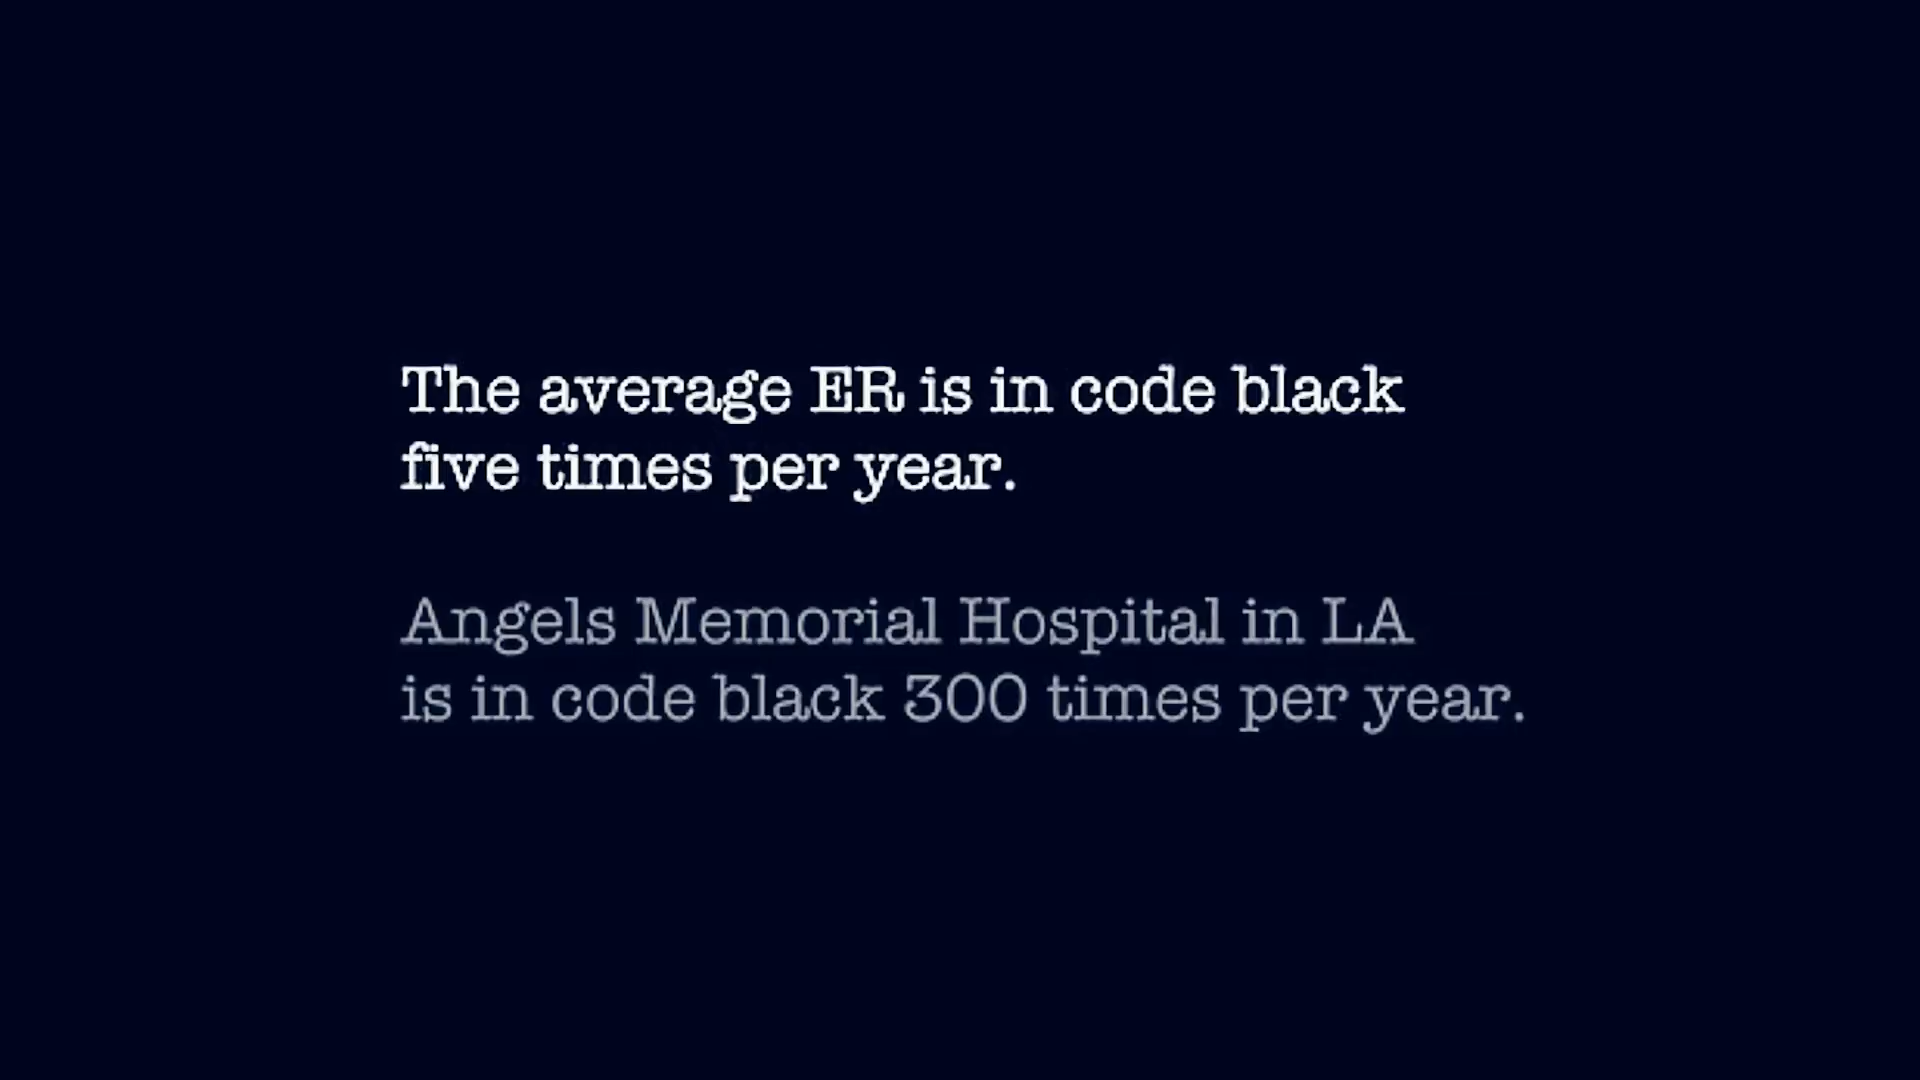 The average ER is in code black
five times per year.
Angels Memorial Hospital in LA
is in code black 300 times per year.